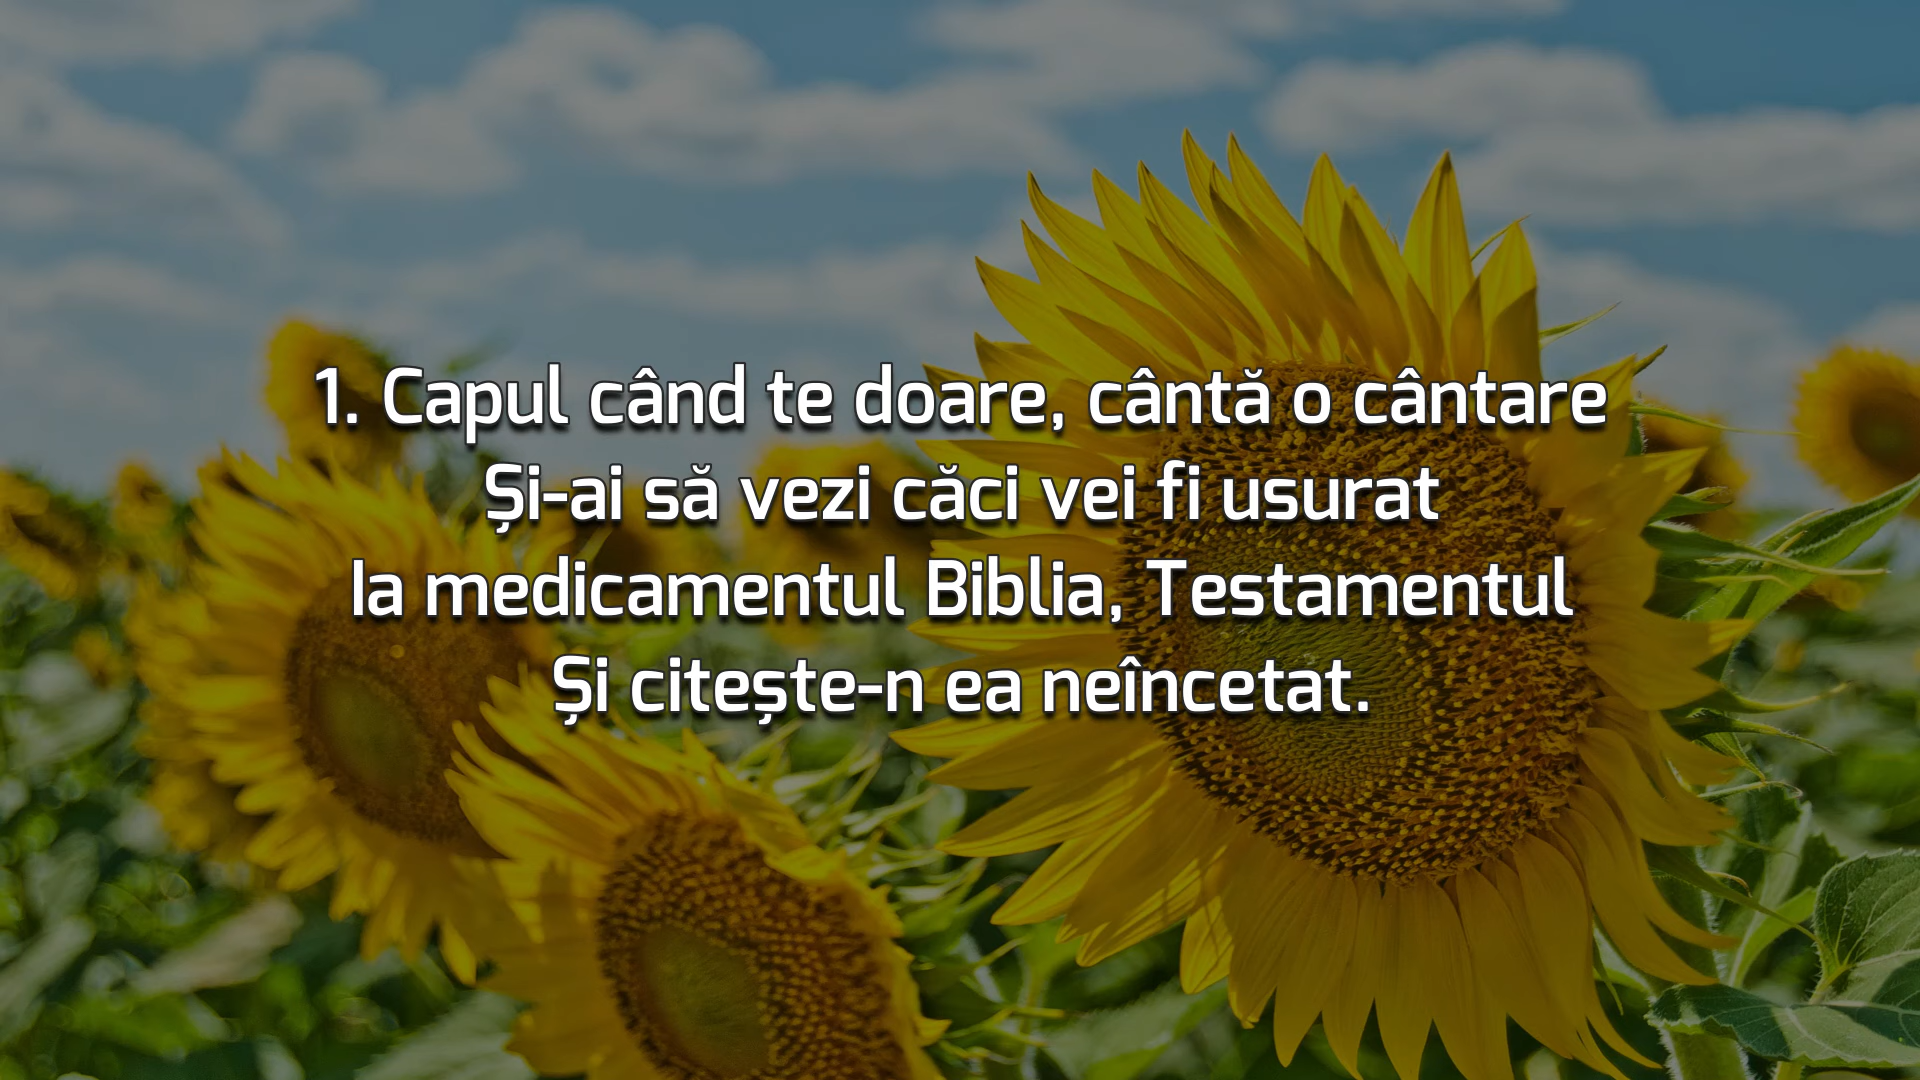 1. Capul când te doare, cântă o cântare
Și-ai să vezi căci vei fi usurat
Ia medicamentul Biblia, Testamentul
Și citește-n ea neîncetat.